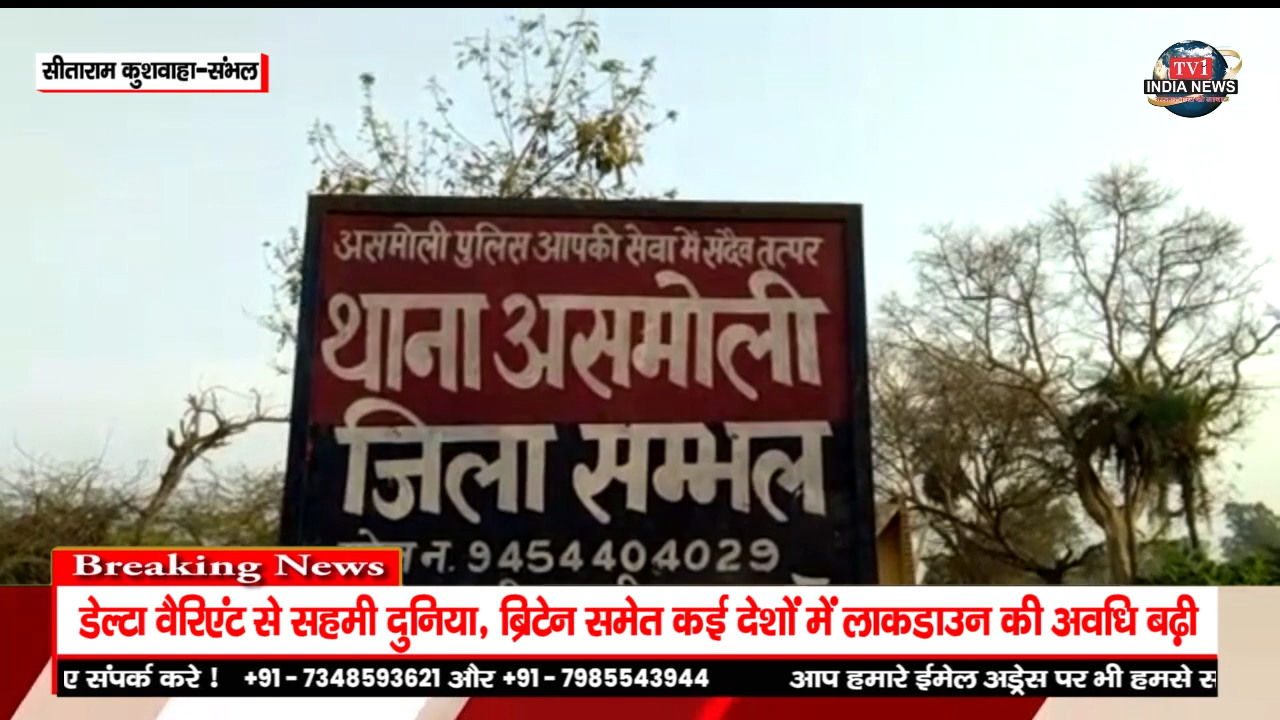 सीताराम कुशवाहा-संभल
TV1
INDIA NEWS
असमोली पुलिस आपकी सेवा में सदैव तत्पर
थाना असमोली
जिला सम्भल
न. 9454404029
Breaking News
डेल्टा वैरिएंट से सहमी दुनिया, ब्रिटेन समेत कई देशों में लाकडाउन की अवधि बढ़ी
ए संपर्क करे ! +91 - 7348593621 और +91 - 7985543944 आप हमारे ईमेल अड्रेस पर भी हमसे